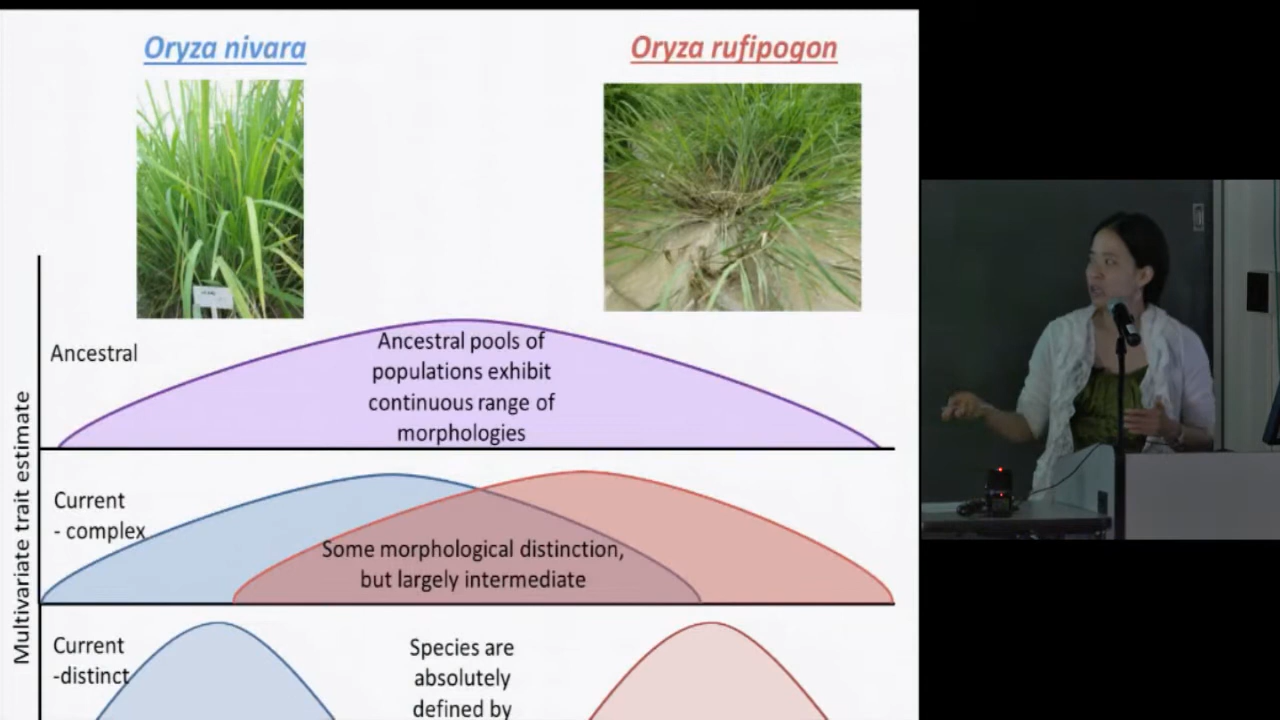 Oryza nivara
Oryza rufipogon
Ancestral
Ancestral pools of
populations exhibit
continuous range of
morphologies
Multivariate trait estimate
Current
- complex
Some morphological distinction,
but largely intermediate
Current
-distinct
Species are
absolutely
defined by